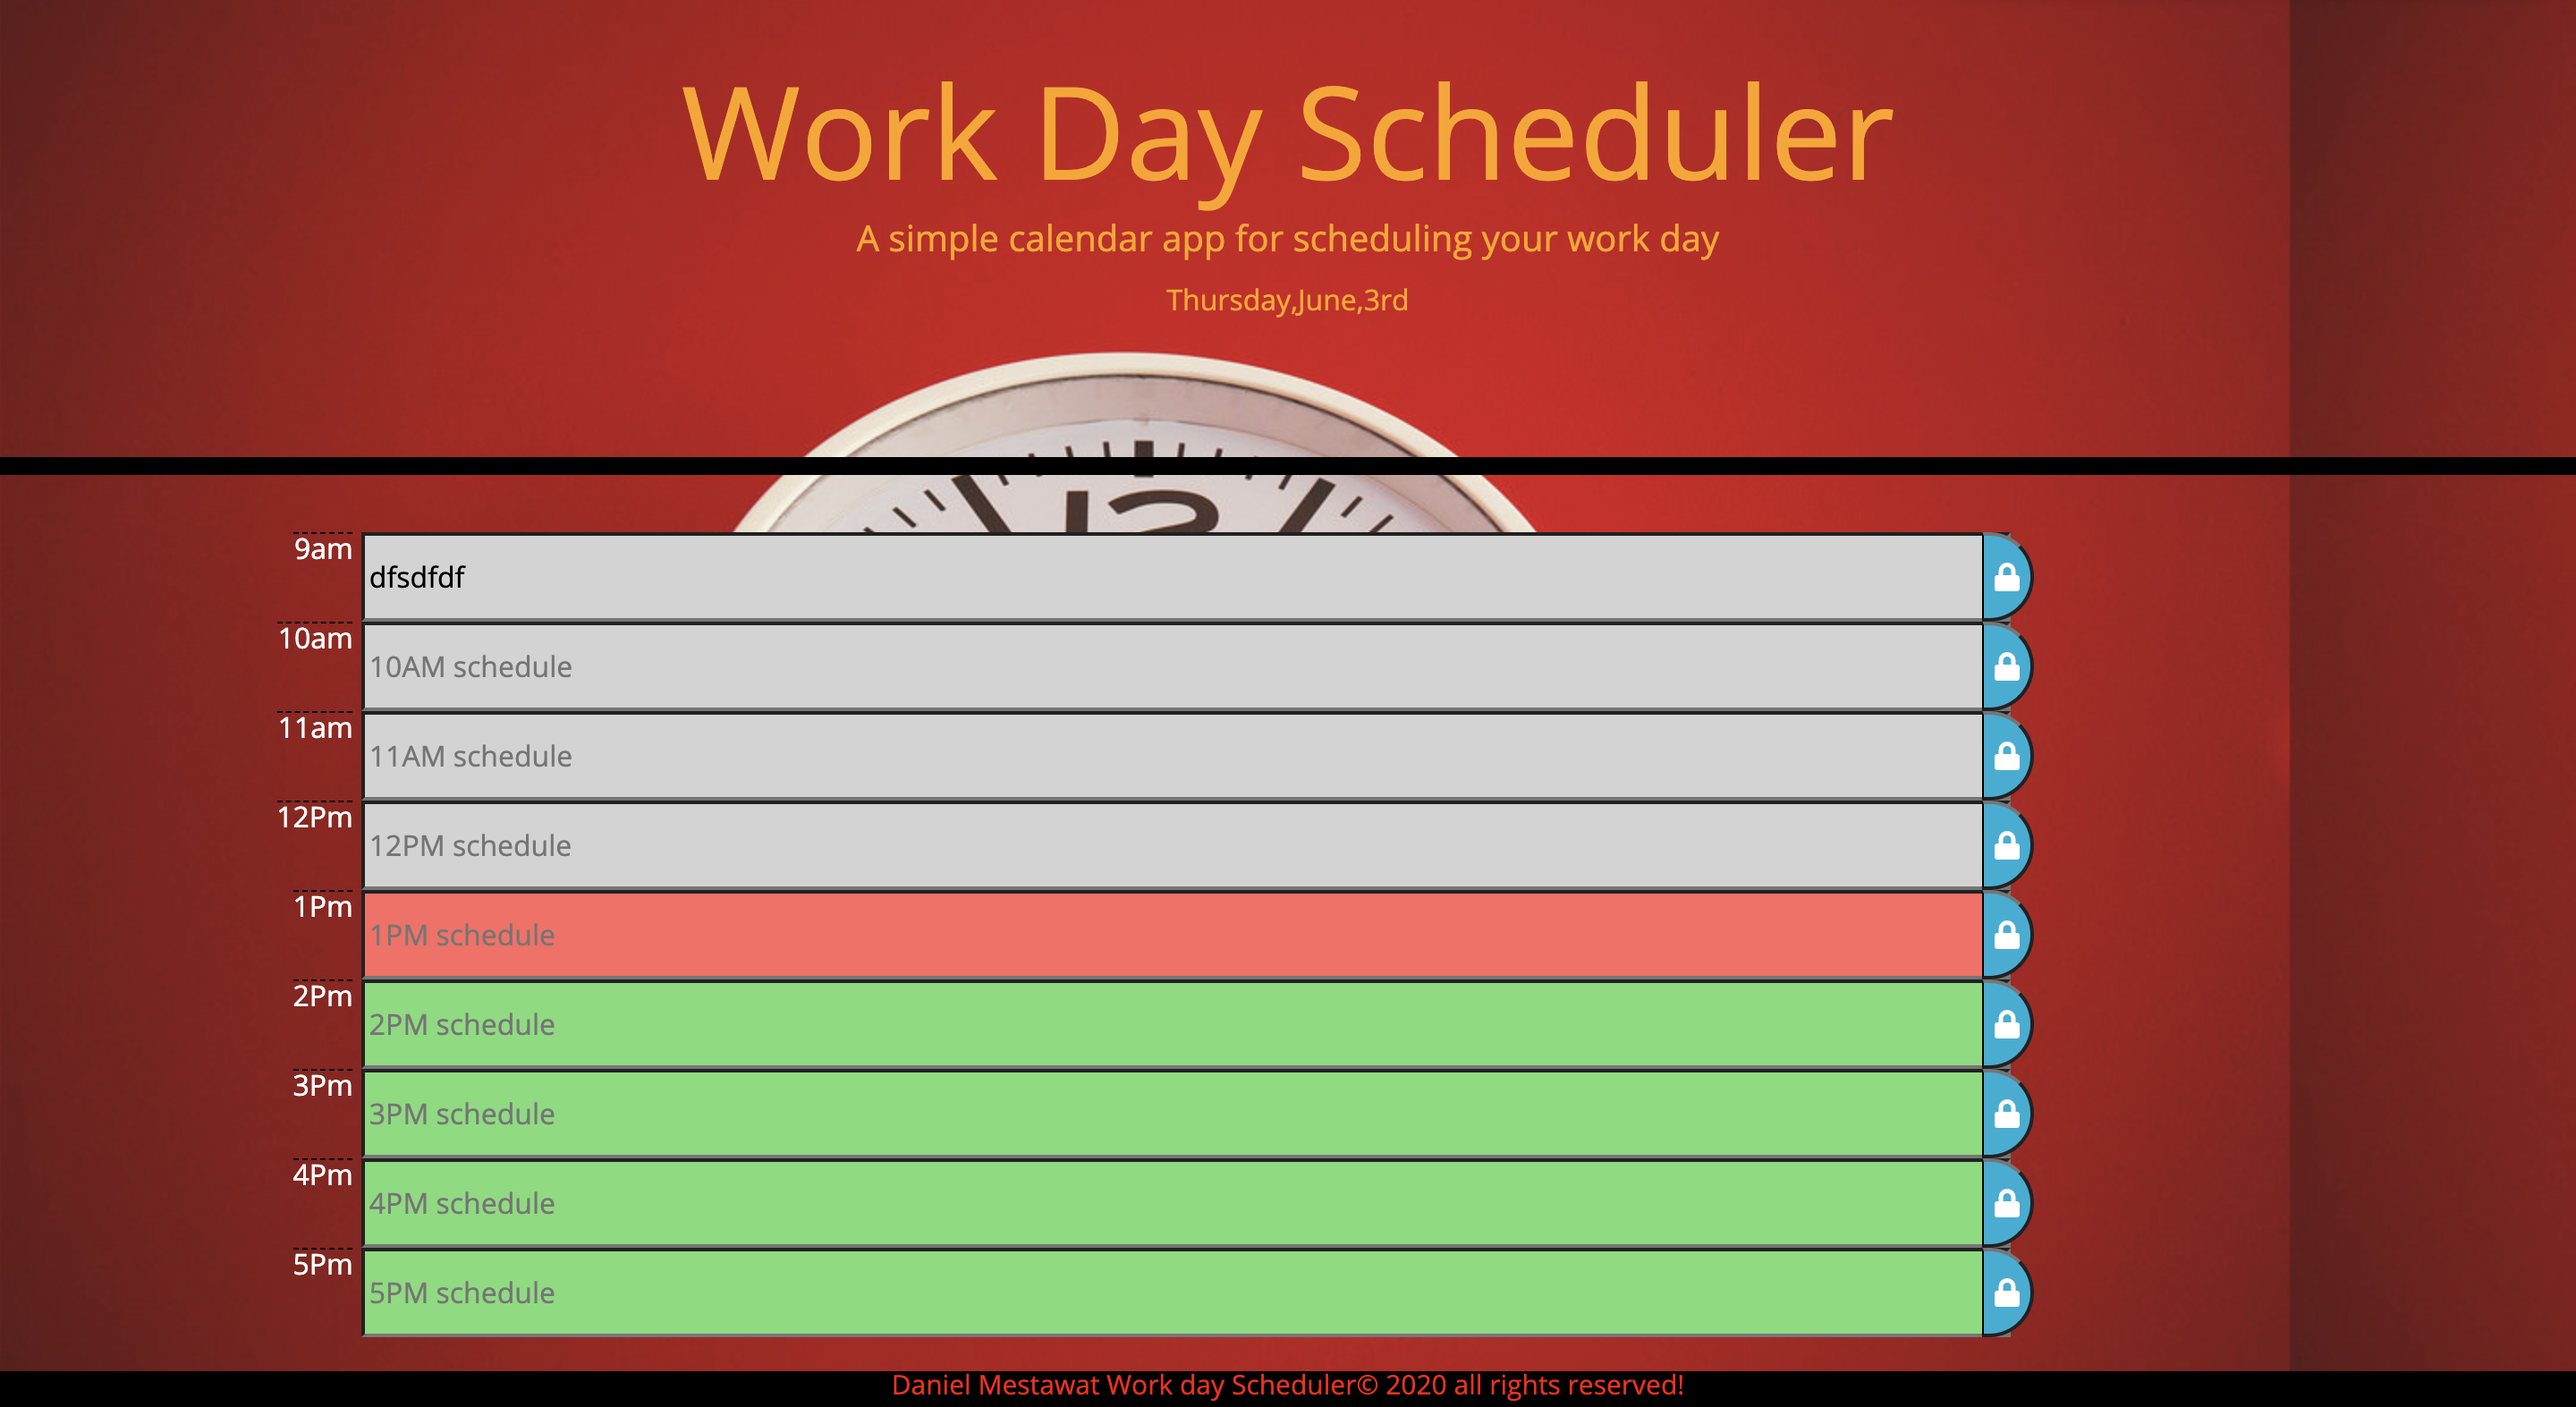 Work Day Scheduler
A simple calendar app for scheduling your work day
Thursday,June,3rd
9am
dfsdfdf
10am
10AM schedule
11am
11AM schedule
12Pm
12PM schedule
1Pm
1PM schedule
2Pm
2PM schedule
3Pm
3PM schedule
4Pm
4PM schedule
5Pm
5PM schedule
Daniel Mestawat Work day Scheduler© 2020 all rights reserved!